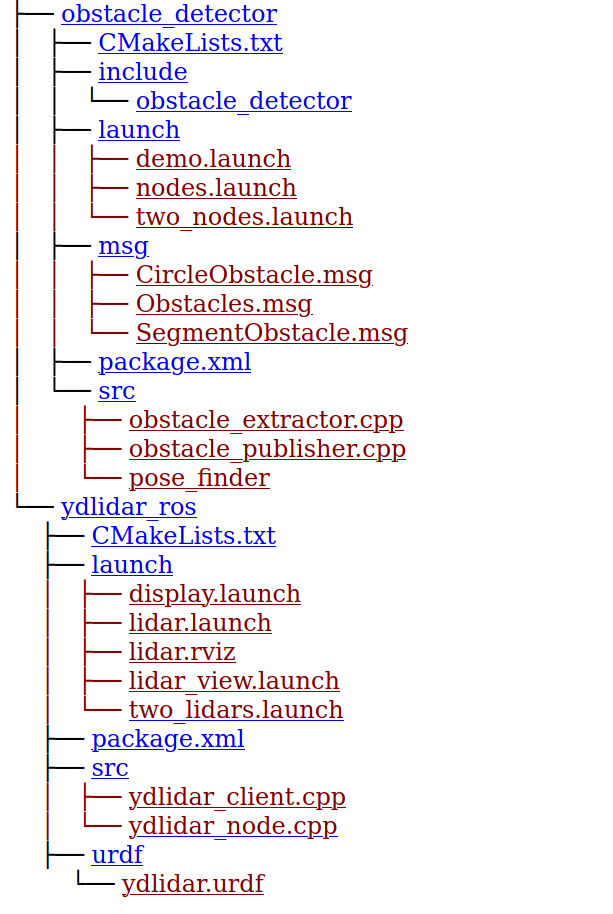 ├── obstacle_detector
│   ├── CMakeLists.txt
│   ├── include
│   │   └── obstacle_detector
│   ├── launch
│   │   ├── demo.launch
│   │   ├── nodes.launch
│   │   └── two_nodes.launch
│   ├── msg
│   │   ├── CircleObstacle.msg
│   │   ├── Obstacles.msg
│   │   └── SegmentObstacle.msg
│   ├── package.xml
│   └── src
│       ├── obstacle_extractor.cpp
│       ├── obstacle_publisher.cpp
│       └── pose_finder
└── ydlidar_ros
    ├── CMakeLists.txt
    ├── launch
    │   ├── display.launch
    │   ├── lidar.launch
    │   ├── lidar.rviz
    │   ├── lidar_view.launch
    │   └── two_lidars.launch
    ├── package.xml
    ├── src
    │   ├── ydlidar_client.cpp
    │   └── ydlidar_node.cpp
    ├── urdf
        └── ydlidar.urdf